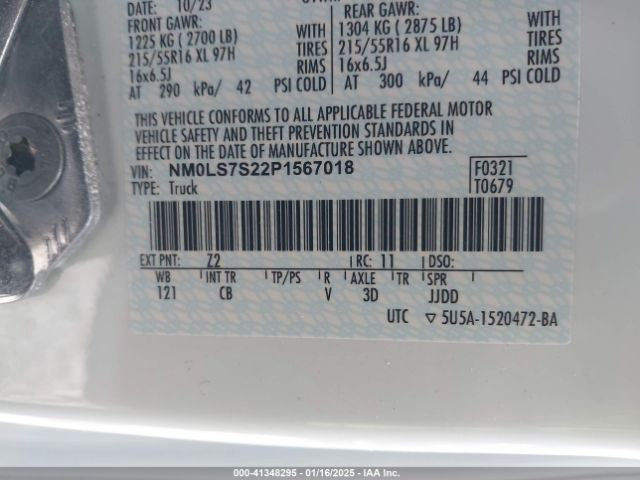 DATE: 10/23
FRONT GAWR:
1225 KG ( 2700 LB) WITH
215/55R16 XL 97H TIRES
16x6.5J RIMS
AT 290 kPa/ 42 PSI COLD
REAR GAWR:
1304 KG ( 2875 LB) WITH
215/55R16 XL 97H TIRES
16x6.5J RIMS
AT 300 kPa/ 44 PSI COLD
THIS VEHICLE CONFORMS TO ALL APPLICABLE FEDERAL MOTOR
VEHICLE SAFETY AND THEFT PREVENTION STANDARDS IN
EFFECT ON THE DATE OF MANUFACTURE SHOWN ABOVE.
VIN: NM0LS7S22P1567018 F0321
TYPE: Truck T0679
EXT PNT: Z2 RC: 11 DSO:
WB INT TR TP/PS R AXLE TR SPR
121 CB V 3D JJDD
UTC ▽ 5U5A-1520472-BA
000-41348295 - 01/16/2025 - IAAI.COM